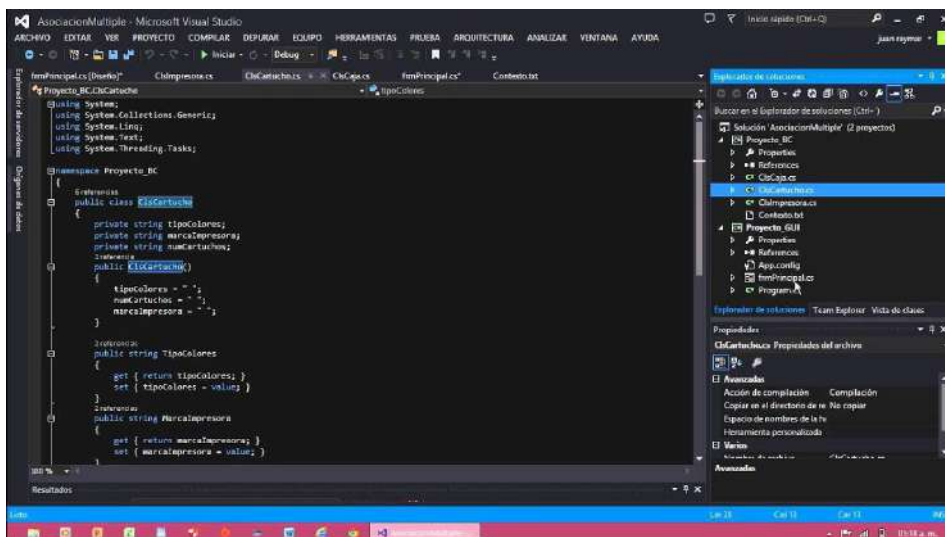 AsociacionMultiple - Microsoft Visual Studio
Inicio rápido (Ctrl+Q)
ARCHIVO EDITAR VER PROYECTO COMPILAR DEPURAR EQUIPO HERRAMIENTAS PRUEBA ARQUITECTURA ANALIZAR VENTANA AYUDA
juan raymar
Iniciar Debug
frmPrincipal.cs [Diseño]* ClsImpresora.cs ClsCartucho.cs ClsCaja.cs frmPrincipal.cs* Contexto.txt
Proyecto_BC.ClsCartucho tipoColores
Explorador de servidores
Orígenes de datos
using System;
using System.Collections.Generic;
using System.Linq;
using System.Text;
using System.Threading.Tasks;
namespace Proyecto_BC
{
6 referencias
public class ClsCartucho
{
private string tipoColores;
private string marcaImpresora;
private string numCartuchos;
public ClsCartucho()
{
tipoColores = " ";
numCartuchos = " ";
marcaImpresora = " ";
}
2 referencias
public string TipoColores
{
get { return tipoColores; }
set { tipoColores = value; }
}
2 referencias
public string MarcaImpresora
{
get { return marcaImpresora; }
set { marcaImpresora = value; }
}
100 %
Resultados
Explorador de soluciones
Buscar en el Explorador de soluciones (Ctrl+ )
Solución 'AsociacionMultiple' (2 proyectos)
Proyecto_BC
Properties
References
ClsCaja.cs
ClsCartucho.cs
ClsImpresora.cs
Contexto.txt
Proyecto_GUI
Properties
References
App.config
frmPrincipal.cs
Program
Explorador de soluciones Team Explorer Vista de clases
Propiedades
ClsCartucho.cs Propiedades del archivo
Avanzadas
Acción de compilación Compilación
Copiar en el directorio de re No copiar
Espacio de nombres de la he
Herramienta personalizada
Varios
Avanzadas
Listo